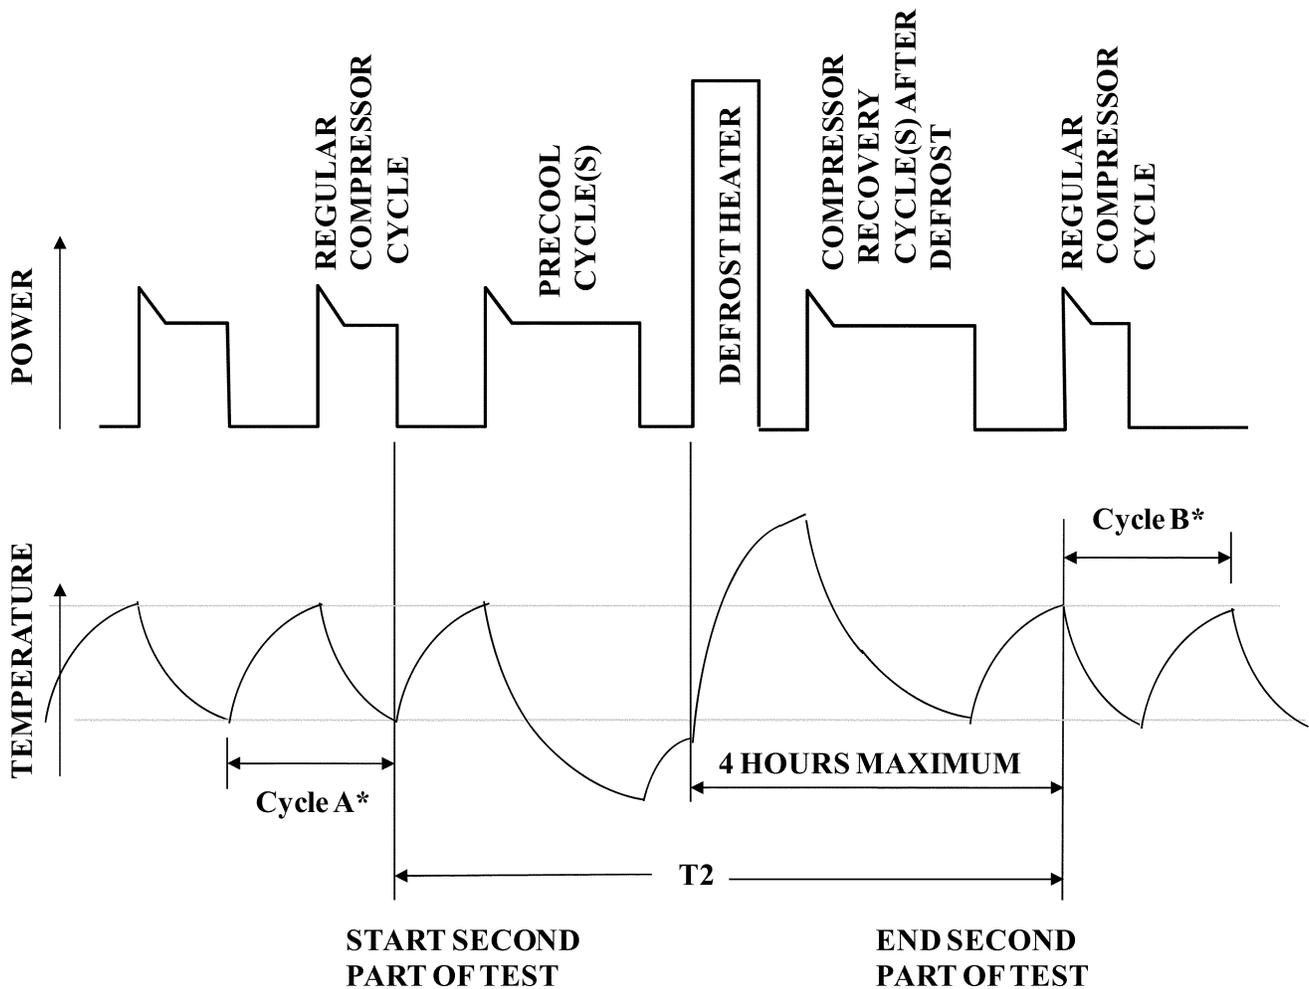 POWER
REGULAR
COMPRESSOR
CYCLE
PRECOOL
CYCLE(S)
DEFROST HEATER
COMPRESSOR
RECOVERY
CYCLE(S) AFTER
DEFROST
REGULAR
COMPRESSOR
CYCLE
TEMPERATURE
Cycle B*
Cycle A*
4 HOURS MAXIMUM
T2
START SECOND
PART OF TEST
END SECOND
PART OF TEST